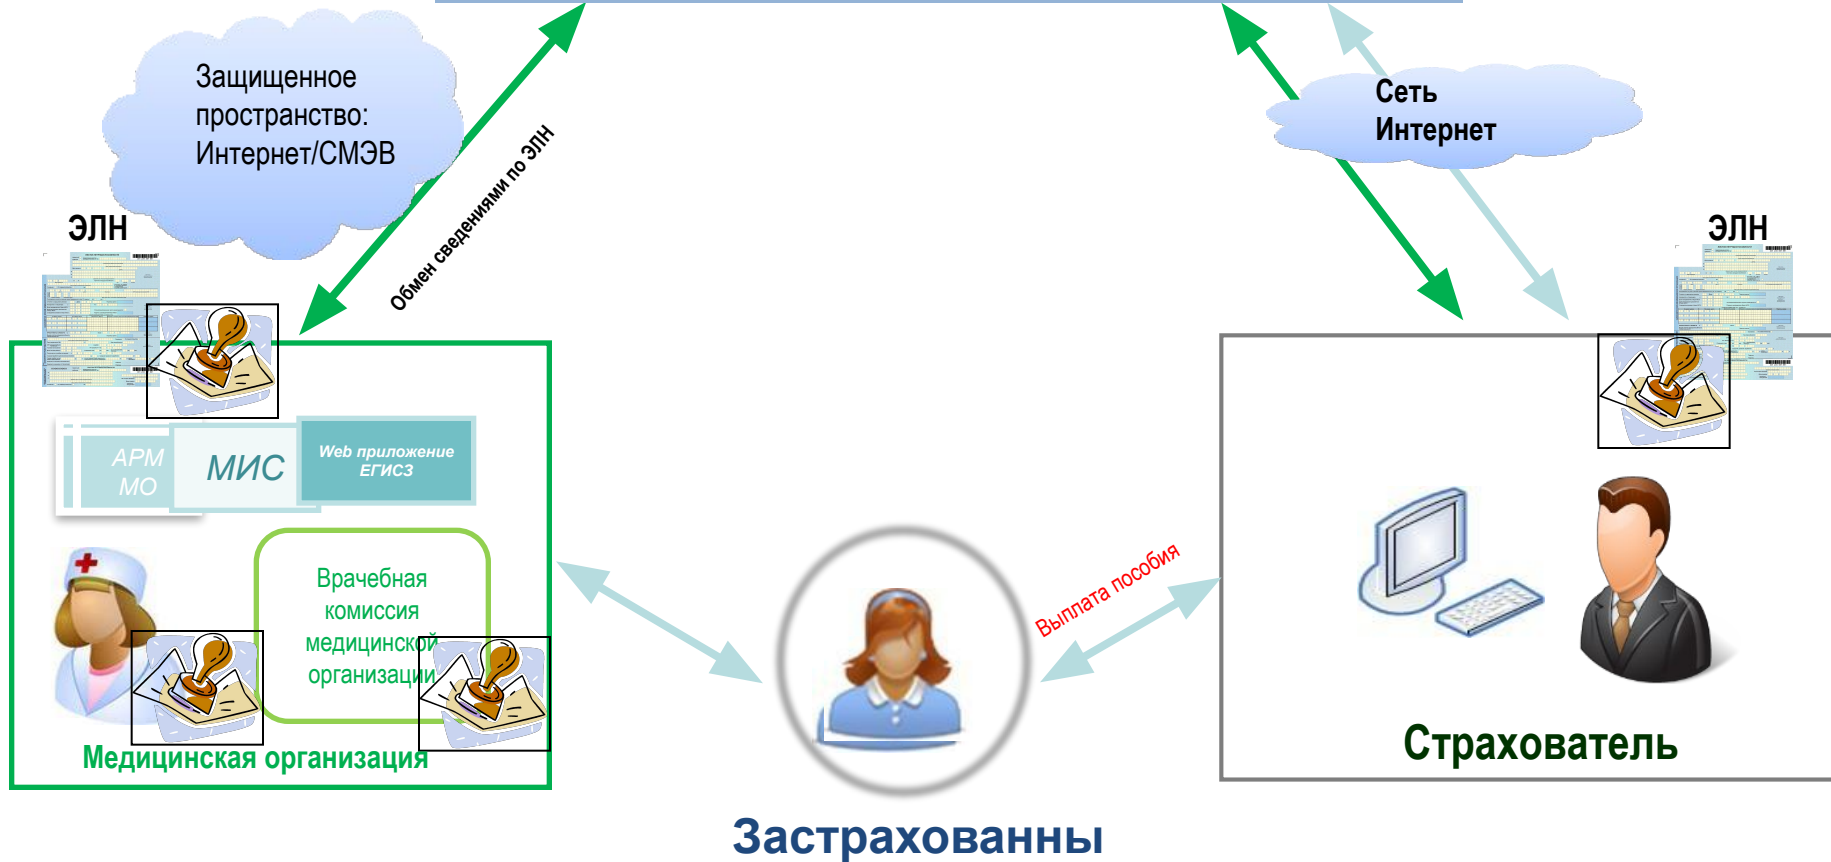 Защищенное
пространство:
Интернет/СМЭВ
Обмен сведениями по ЭЛН
Сеть
Интернет
ЭЛН
ЭЛН
АРМ
МО
МИС
Web приложение
ЕГИСЗ
Врачебная
комиссия
медицинской
организации
Медицинская организация
Выплата пособия
Страхователь
Застрахованны